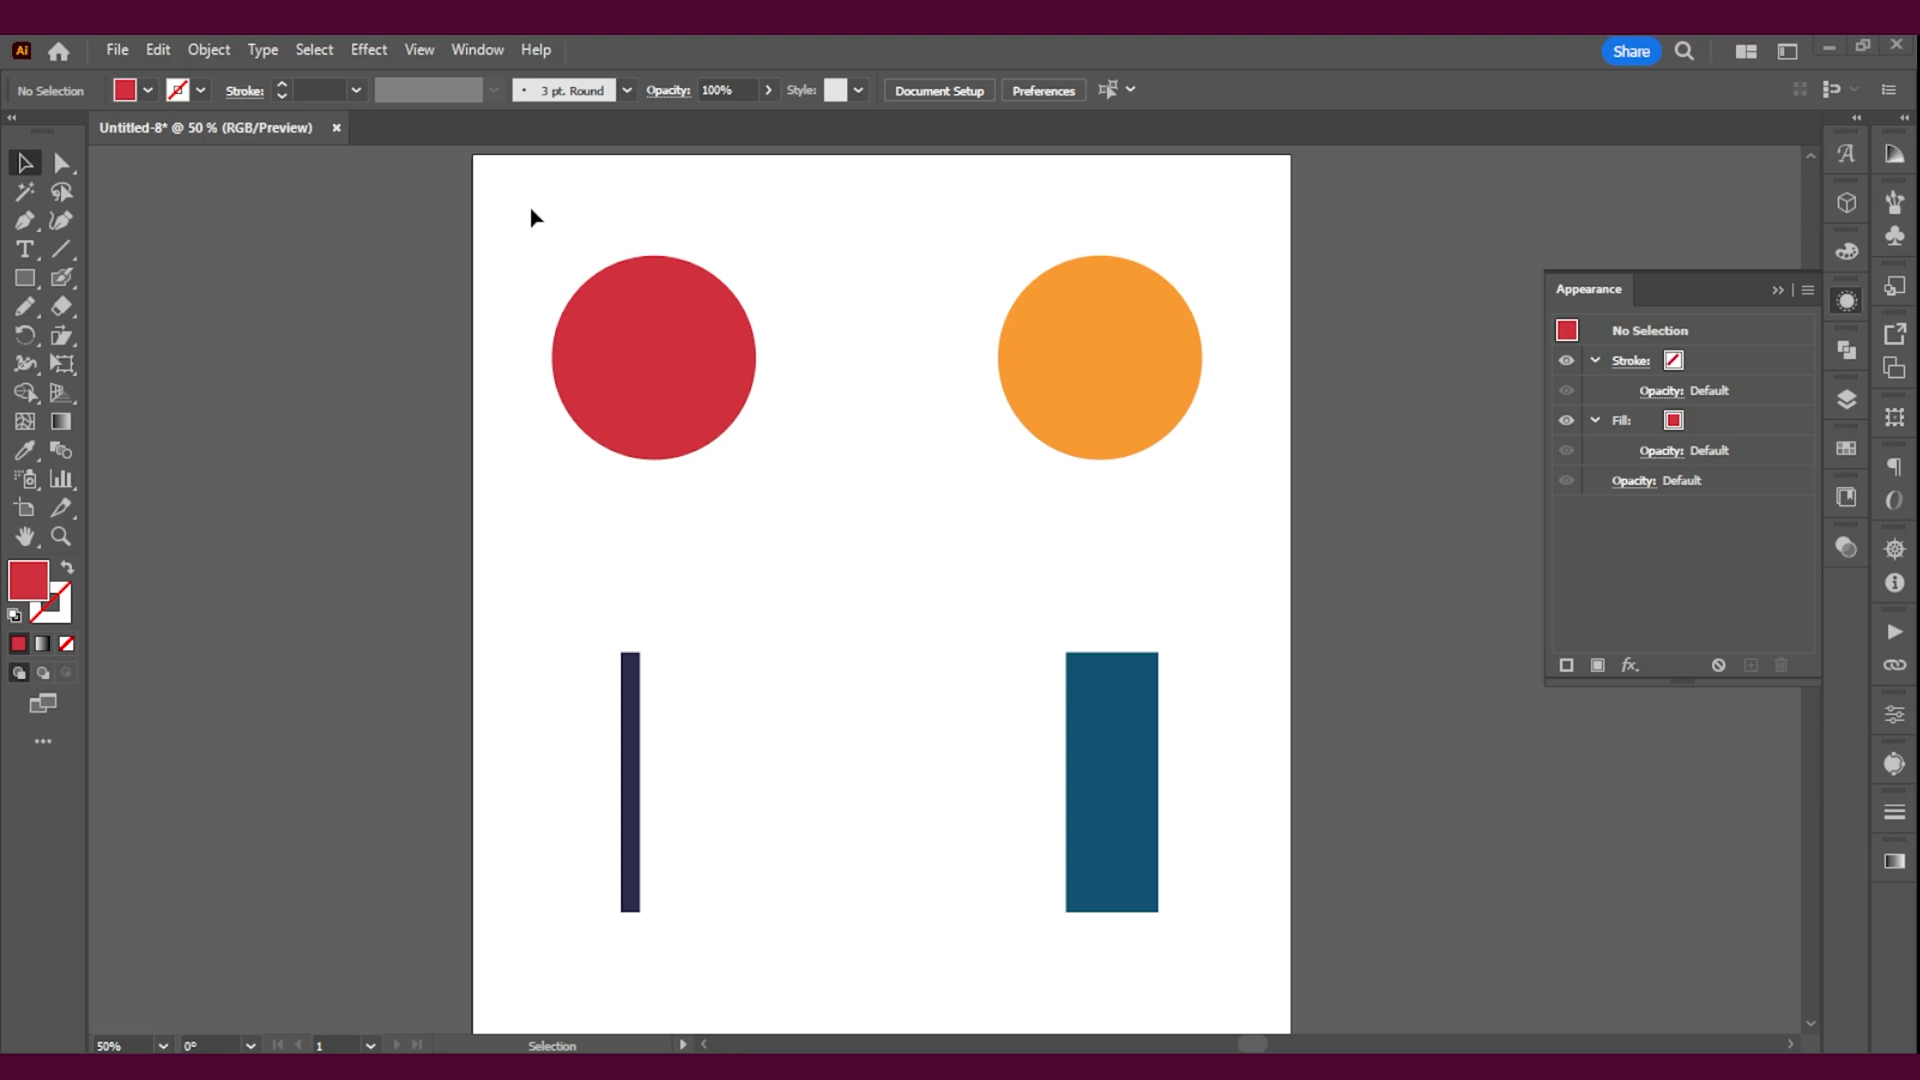 Ai File Edit Object Type Select Effect View Window Help Share
No Selection Stroke: 3 pt. Round Opacity: 100% Style: Document Setup Preferences
Untitled-8* @ 50 % (RGB/Preview) ×
Appearance
No Selection
Stroke:
Opacity: Default
Fill:
Opacity: Default
Opacity: Default
fx.
50% 0° 1 Selection